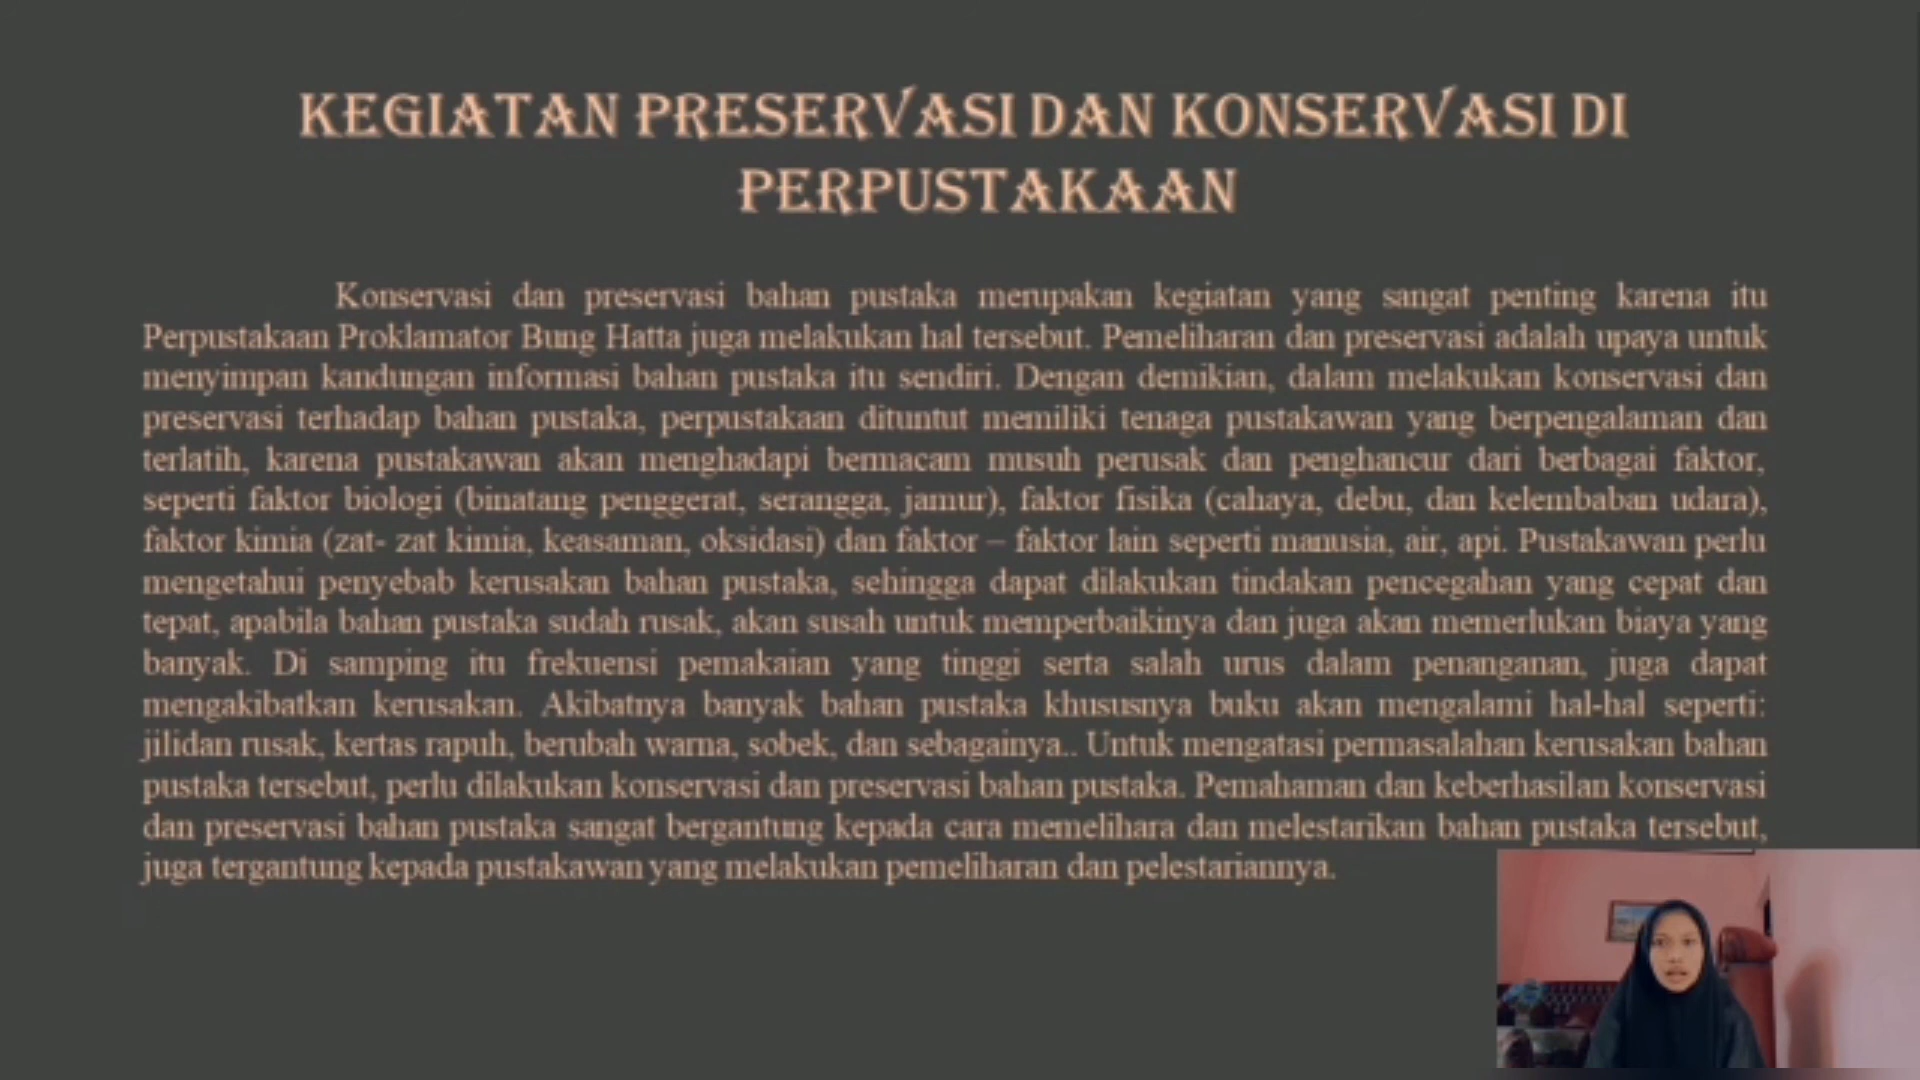 KEGIATAN PRESERVASI DAN KONSERVASI DI
PERPUSTAKAAN
Konservasi dan preservasi bahan pustaka merupakan kegiatan yang sangat penting karena itu
Perpustakaan Proklamator Bung Hatta juga melakukan hal tersebut. Pemeliharan dan preservasi adalah upaya untuk
menyimpan kandungan informasi bahan pustaka itu sendiri. Dengan demikian, dalam melakukan konservasi dan
preservasi terhadap bahan pustaka, perpustakaan dituntut memiliki tenaga pustakawan yang berpengalaman dan
terlatih, karena pustakawan akan menghadapi bermacam musuh perusak dan penghancur dari berbagai faktor,
seperti faktor biologi (binatang penggerat, serangga, jamur), faktor fisika (cahaya, debu, dan kelembaban udara),
faktor kimia (zat- zat kimia, keasaman, oksidasi) dan faktor – faktor lain seperti manusia, air, api. Pustakawan perlu
mengetahui penyebab kerusakan bahan pustaka, sehingga dapat dilakukan tindakan pencegahan yang cepat dan
tepat, apabila bahan pustaka sudah rusak, akan susah untuk memperbaikinya dan juga akan memerlukan biaya yang
banyak. Di samping itu frekuensi pemakaian yang tinggi serta salah urus dalam penanganan, juga dapat
mengakibatkan kerusakan. Akibatnya banyak bahan pustaka khususnya buku akan mengalami hal-hal seperti:
jilidan rusak, kertas rapuh, berubah warna, sobek, dan sebagainya.. Untuk mengatasi permasalahan kerusakan bahan
pustaka tersebut, perlu dilakukan konservasi dan preservasi bahan pustaka. Pemahaman dan keberhasilan konservasi
dan preservasi bahan pustaka sangat bergantung kepada cara memelihara dan melestarikan bahan pustaka tersebut,
juga tergantung kepada pustakawan yang melakukan pemeliharan dan pelestariannya.